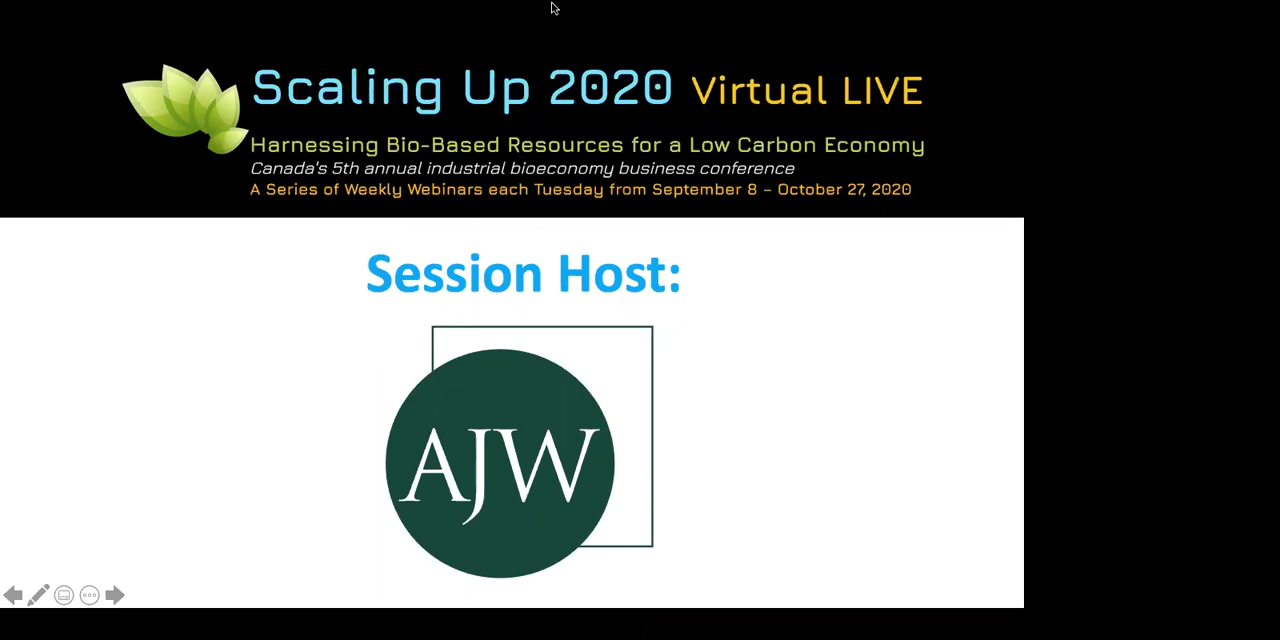 Scaling Up 2020 Virtual LIVE
Harnessing Bio-Based Resources for a Low Carbon Economy
Canada's 5th annual industrial bioeconomy business conference
A Series of Weekly Webinars each Tuesday from September 8 – October 27, 2020
Session Host:
AJW